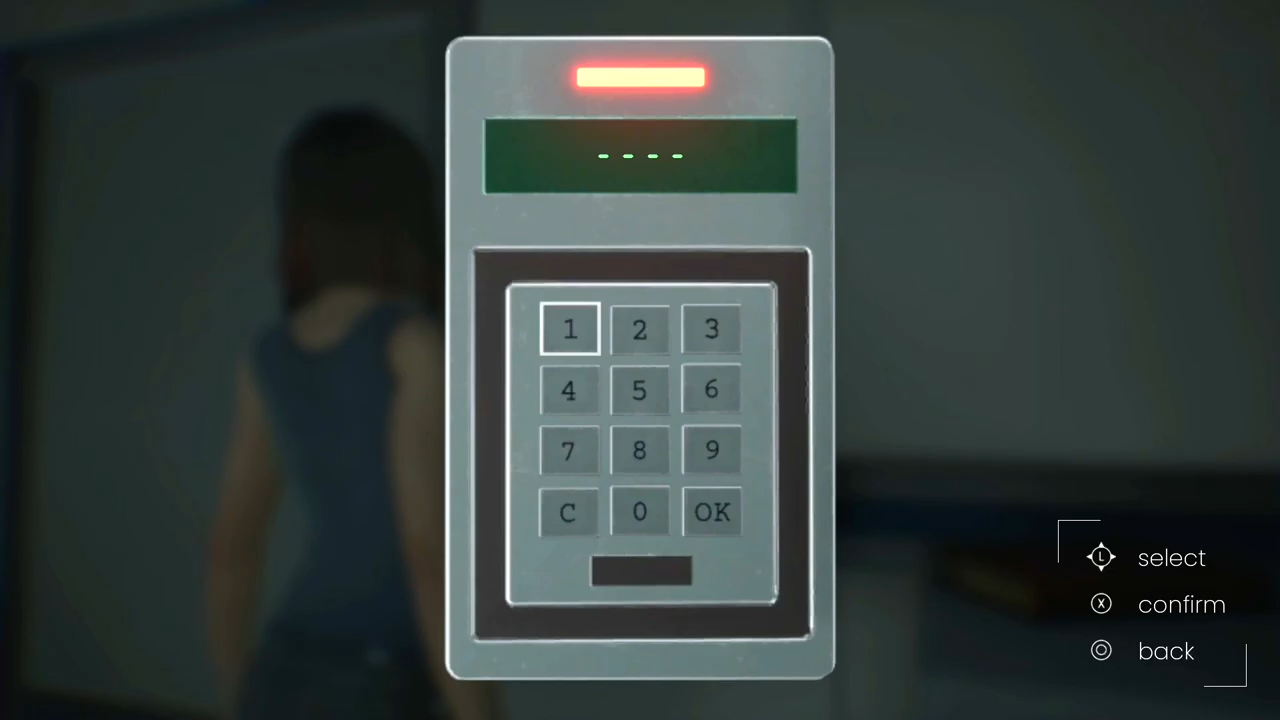 - - - -
1 2 3
4 5 6
7 8 9
C 0 OK
L select
X confirm
back